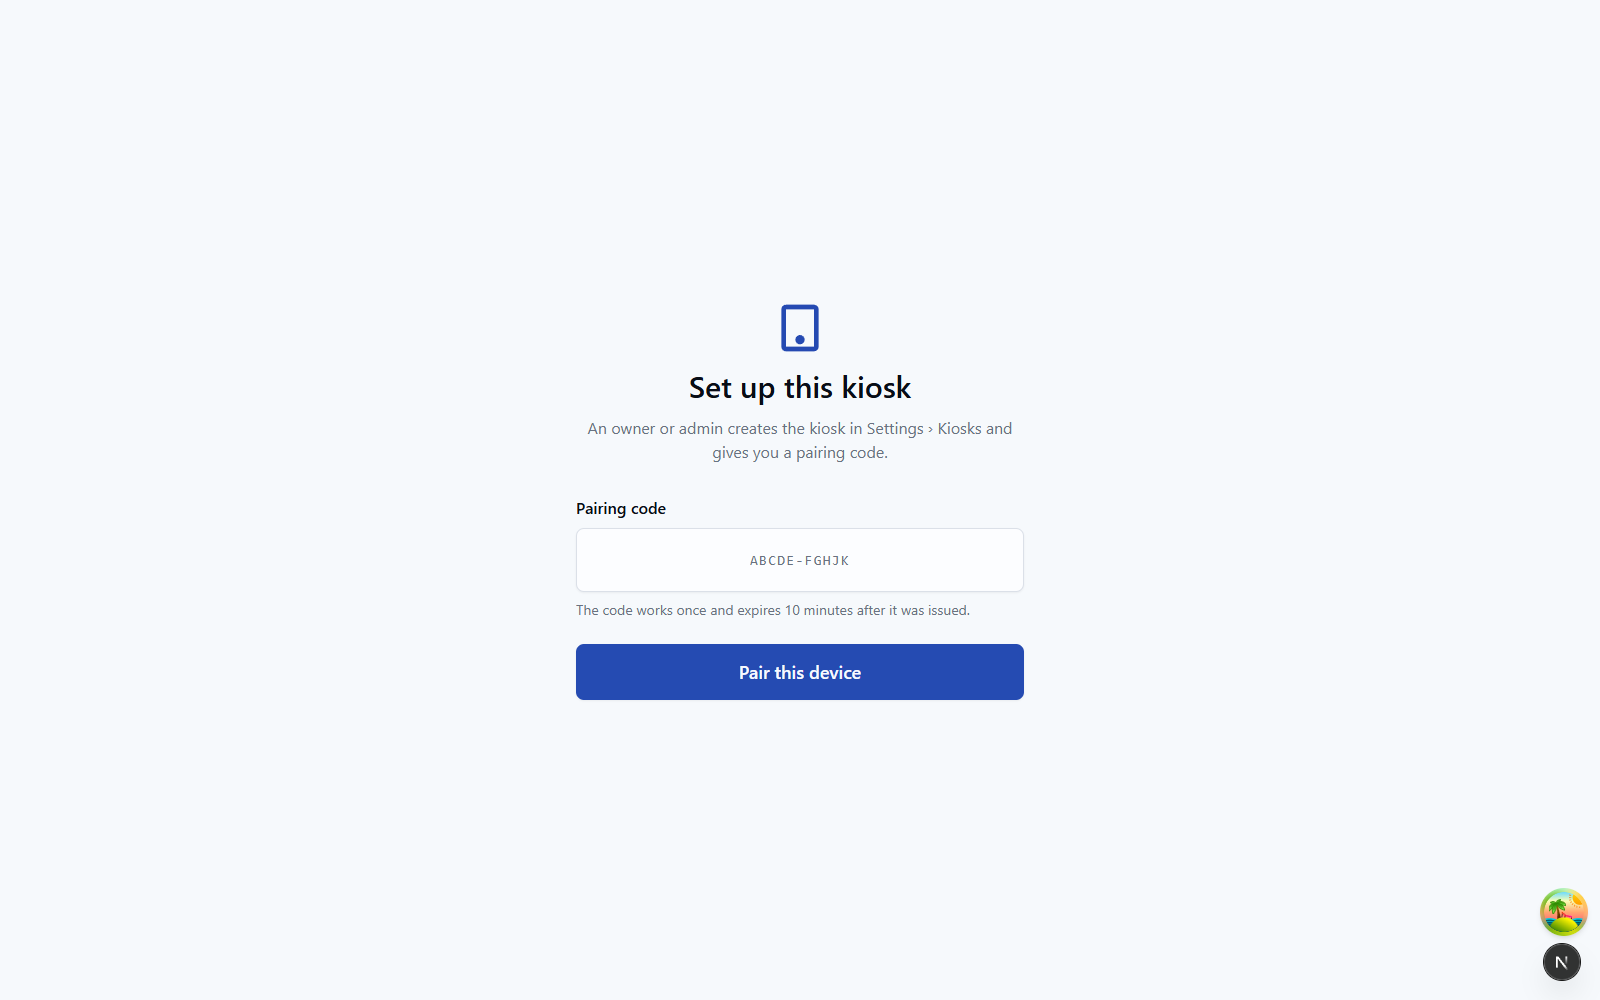 Set up this kiosk
An owner or admin creates the kiosk in Settings › Kiosks and
gives you a pairing code.
Pairing code
ABCDE-FGHJK
The code works once and expires 10 minutes after it was issued.
Pair this device
N